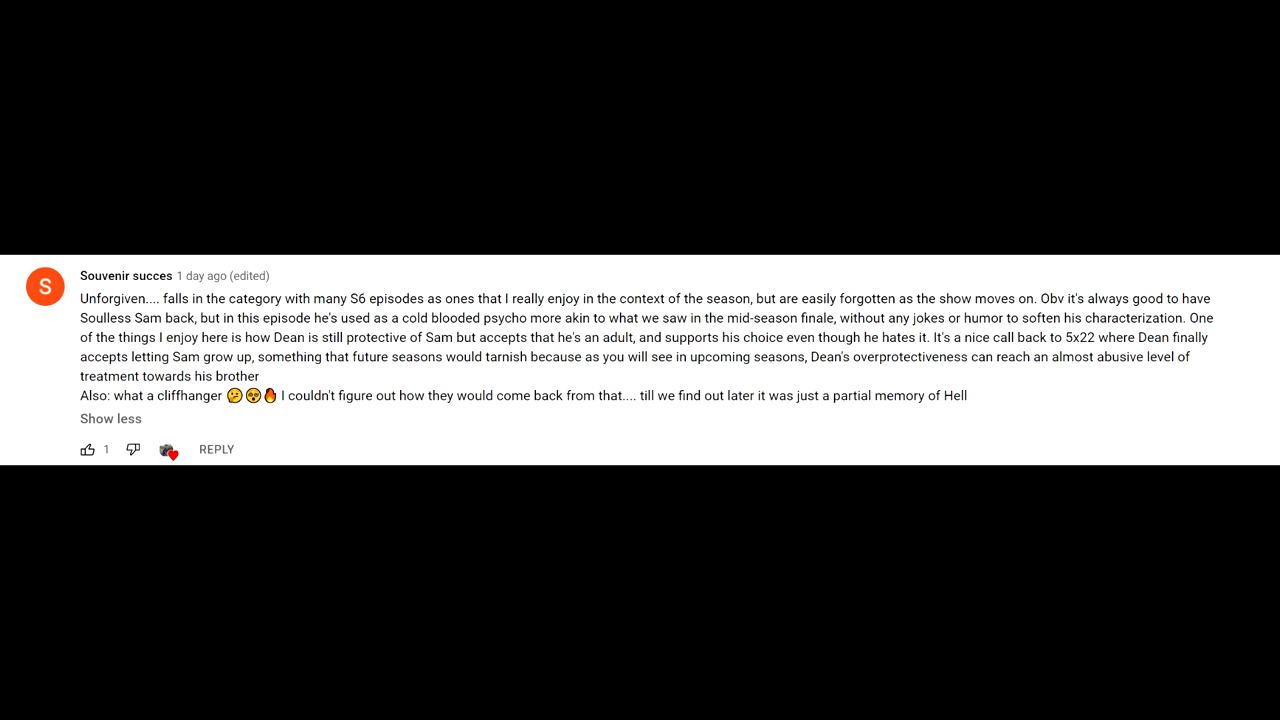 S
Souvenir succes 1 day ago (edited)
Unforgiven.... falls in the category with many S6 episodes as ones that I really enjoy in the context of the season, but are easily forgotten as the show moves on. Obv it's always good to have
Soulless Sam back, but in this episode he's used as a cold blooded psycho more akin to what we saw in the mid-season finale, without any jokes or humor to soften his characterization. One
of the things I enjoy here is how Dean is still protective of Sam but accepts that he's an adult, and supports his choice even though he hates it. It's a nice call back to 5x22 where Dean finally
accepts letting Sam grow up, something that future seasons would tarnish because as you will see in upcoming seasons, Dean's overprotectiveness can reach an almost abusive level of
treatment towards his brother
Also: what a cliffhanger 🤔😵🔥 I couldn't figure out how they would come back from that.... till we find out later it was just a partial memory of Hell
Show less
1 REPLY